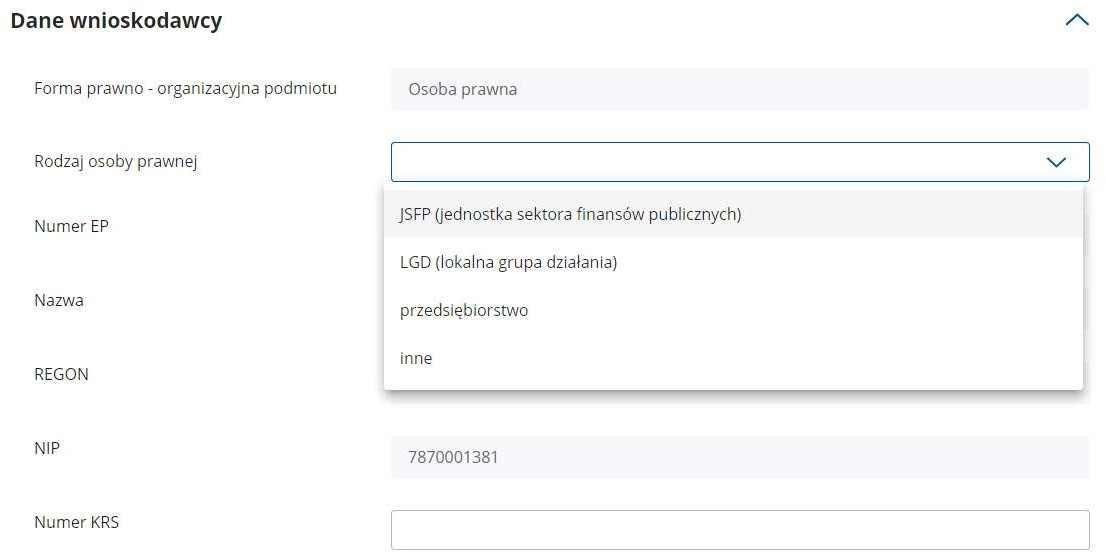 Dane wnioskodawcy
Forma prawno - organizacyjna podmiotu
Osoba prawna
Rodzaj osoby prawnej
Numer EP
JSFP (jednostka sektora finansów publicznych)
LGD (lokalna grupa działania)
przedsiębiorstwo
inne
Nazwa
REGON
NIP
7870001381
Numer KRS